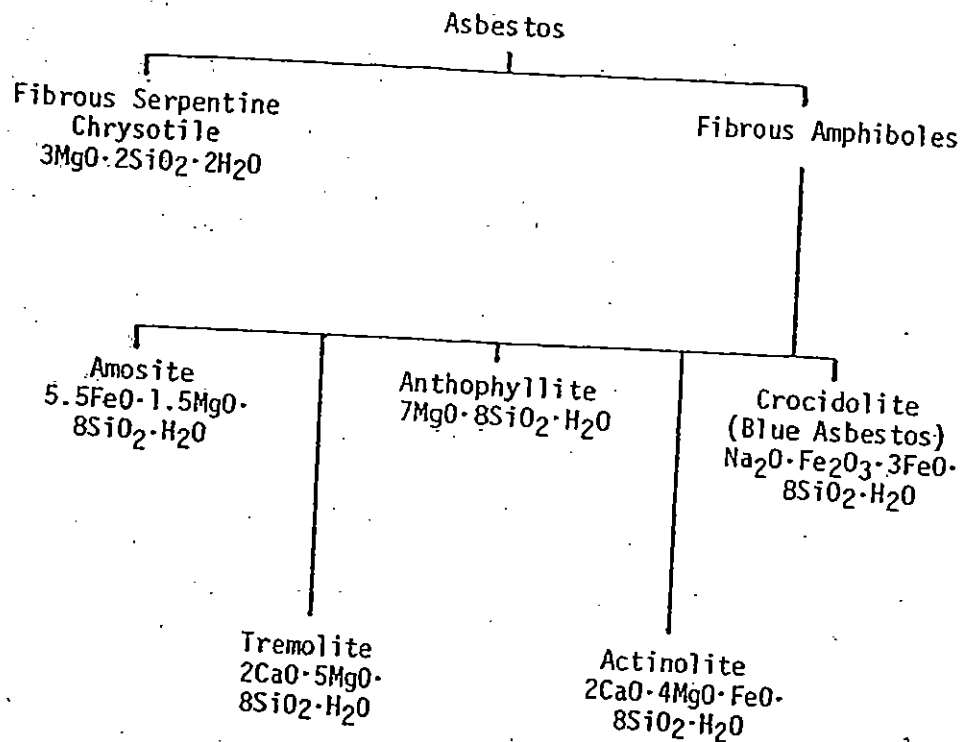 Asbestos
Fibrous Serpentine
Chrysotile
3MgO·2SiO₂·2H₂O
Fibrous Amphiboles
Amosite
5.5FeO·1.5MgO·
8SiO₂·H₂O
Anthophyllite
7MgO·8SiO₂·H₂O
Crocidolite
(Blue Asbestos)
Na₂O·Fe₂O₃·3FeO·
8SiO₂·H₂O
Tremolite
2CaO·5MgO·
8SiO₂·H₂O
Actinolite
2CaO·4MgO·FeO·
8SiO₂·H₂O